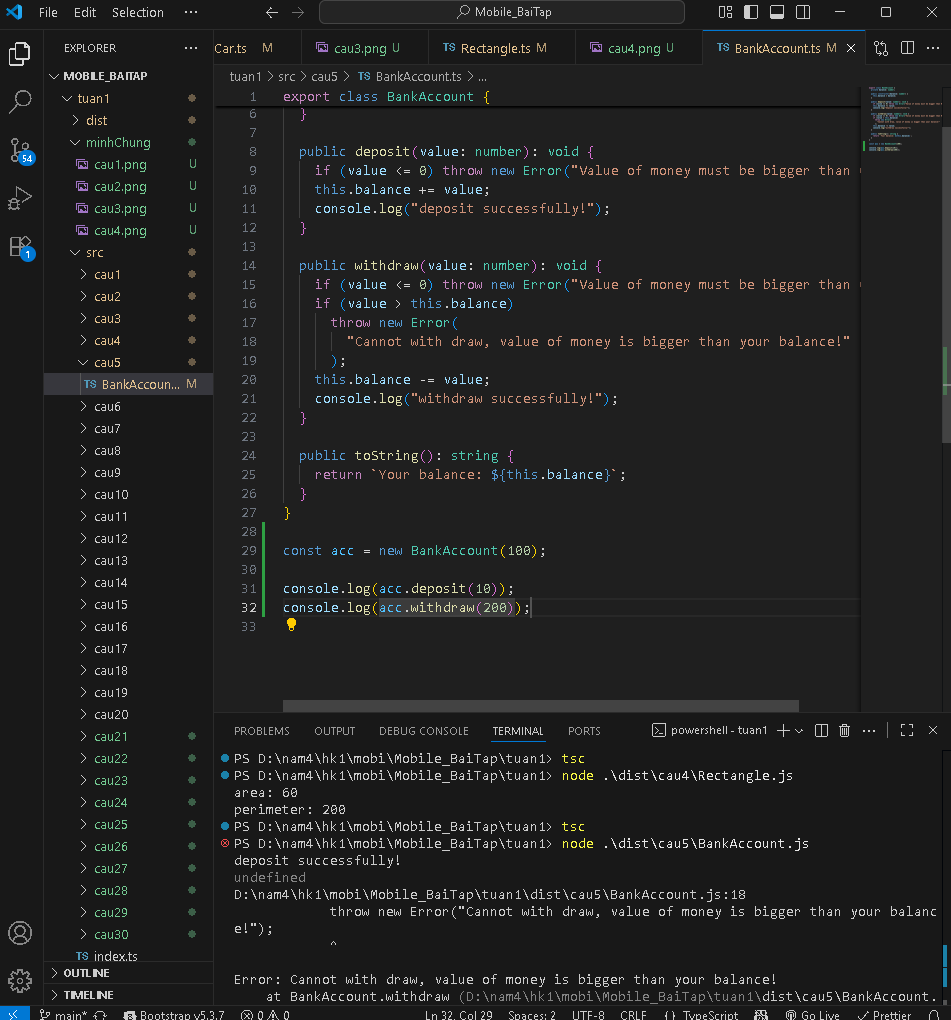 File Edit Selection ··· Mobile_BaiTap
EXPLORER ···
MOBILE_BAITAP
tuan1
dist
minhChung
cau1.png U
cau2.png U
cau3.png U
cau4.png U
src
cau1
cau2
cau3
cau4
cau5
TS BankAccoun... M
cau6
cau7
cau8
cau9
cau10
cau11
cau12
cau13
cau14
cau15
cau16
cau17
cau18
cau19
cau20
cau21
cau22
cau23
cau24
cau25
cau26
cau27
cau28
cau29
cau30
TS index.ts
OUTLINE
TIMELINE
54
1
Car.ts M cau3.png U TS Rectangle.ts M cau4.png U TS BankAccount.ts M
tuan1 > src > cau5 > TS BankAccount.ts > ...
1 export class BankAccount {
6 }
7
8 public deposit(value: number): void {
9 if (value <= 0) throw new Error("Value of money must be bigger than
10 this.balance += value;
11 console.log("deposit successfully!");
12 }
13
14 public withdraw(value: number): void {
15 if (value <= 0) throw new Error("Value of money must be bigger than
16 if (value > this.balance)
17 throw new Error(
18 "Cannot with draw, value of money is bigger than your balance!"
19 );
20 this.balance -= value;
21 console.log("withdraw successfully!");
22 }
23
24 public toString(): string {
25 return `Your balance: ${this.balance}`;
26 }
27 }
28
29 const acc = new BankAccount(100);
30
31 console.log(acc.deposit(10));
32 console.log(acc.withdraw(200));
33
PROBLEMS OUTPUT DEBUG CONSOLE TERMINAL PORTS powershell - tuan1
PS D:\nam4\hk1\mobi\Mobile_BaiTap\tuan1> tsc
PS D:\nam4\hk1\mobi\Mobile_BaiTap\tuan1> node .\dist\cau4\Rectangle.js
area: 60
perimeter: 200
PS D:\nam4\hk1\mobi\Mobile_BaiTap\tuan1> tsc
PS D:\nam4\hk1\mobi\Mobile_BaiTap\tuan1> node .\dist\cau5\BankAccount.js
deposit successfully!
undefined
D:\nam4\hk1\mobi\Mobile_BaiTap\tuan1\dist\cau5\BankAccount.js:18
throw new Error("Cannot with draw, value of money is bigger than your balanc
e!");
^
Error: Cannot with draw, value of money is bigger than your balance!
at BankAccount.withdraw (D:\nam4\hk1\mobi\Mobile_BaiTap\tuan1\dist\cau5\BankAccount.
main* Bootstrap v5.3.7 0 0 Ln 32, Col 29 Spaces: 2 UTF-8 CRLF {} TypeScript Go Live Prettier